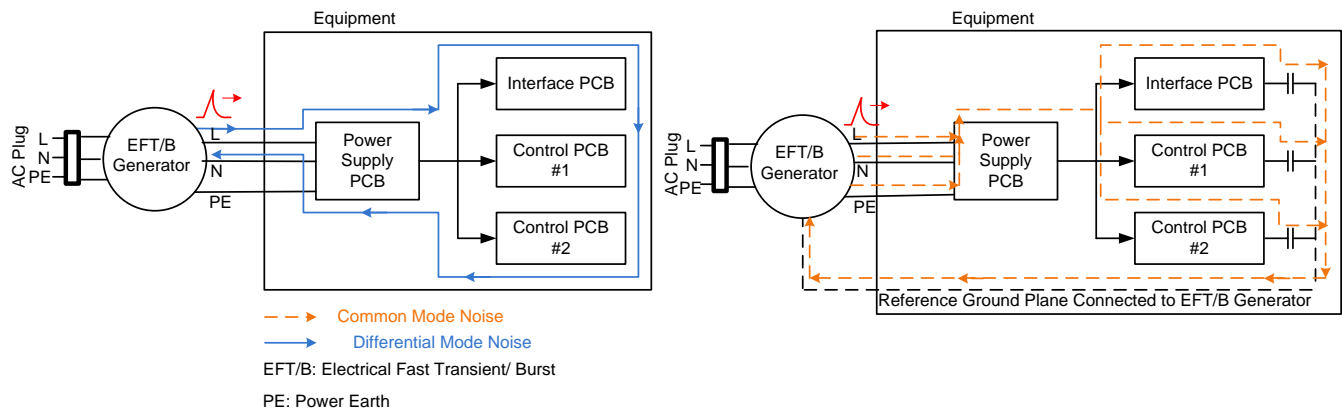 Equipment
AC Plug
L
N
PE
EFT/B
Generator
L
N
PE
Power
Supply
PCB
Interface PCB
Control PCB
#1
Control PCB
#2
Common Mode Noise
Differential Mode Noise
EFT/B: Electrical Fast Transient/ Burst
PE: Power Earth
Equipment
AC Plug
L
N
PE
EFT/B
Generator
L
N
PE
Power
Supply
PCB
Interface PCB
Control PCB
#1
Control PCB
#2
Reference Ground Plane Connected to EFT/B Generator